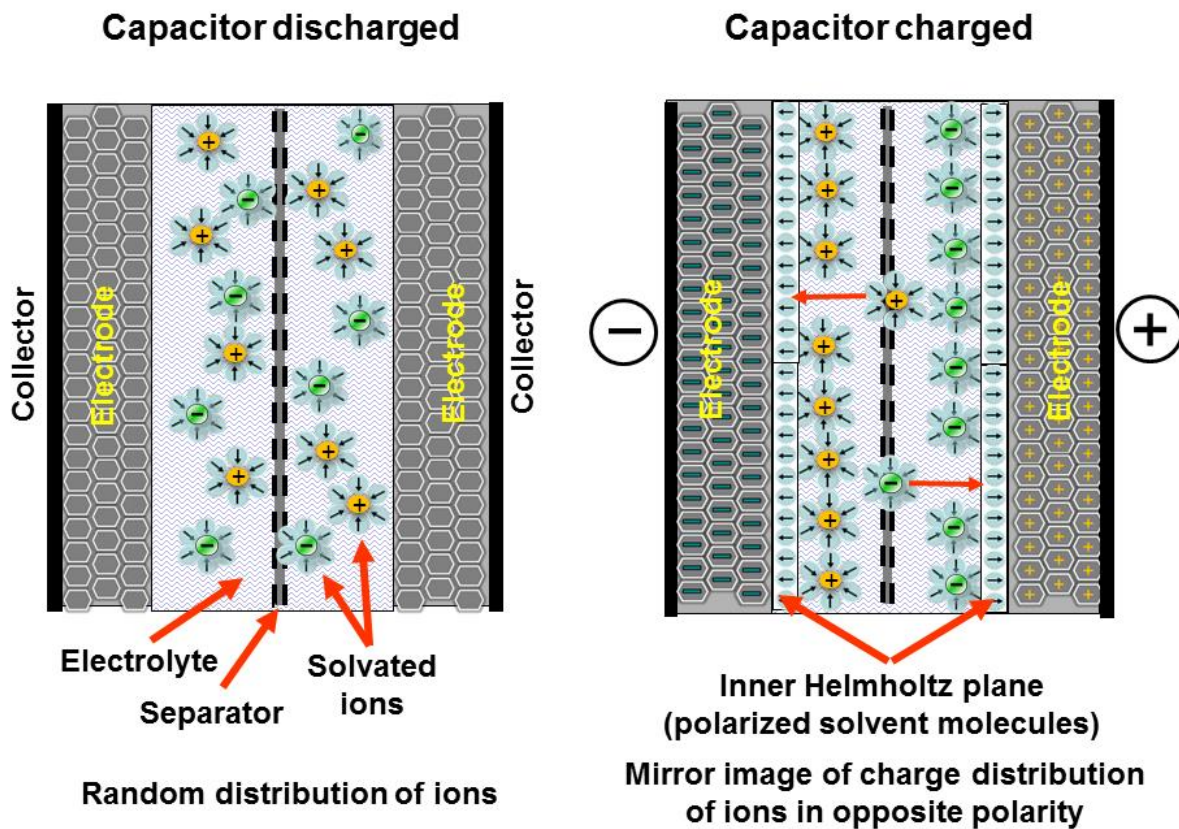 Capacitor discharged
Collector
Electrode
Electrode
Collector
Electrolyte
Separator
Solvated
ions
Random distribution of ions
Capacitor charged
−
Electrode
Electrode
+
Inner Helmholtz plane
(polarized solvent molecules)
Mirror image of charge distribution
of ions in opposite polarity